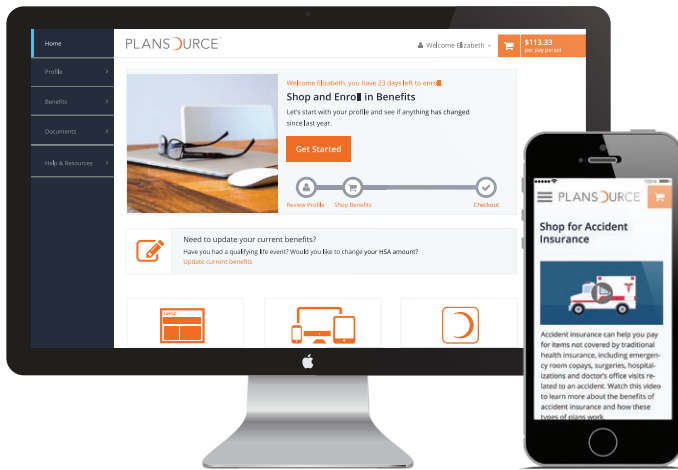 Home
Profile
Benefits
Documents
Help & Resources
PLANSOURCE
Welcome Elizabeth
$113.33
per pay period
Welcome Elizabeth, you have 23 days left to enroll
Shop and Enroll in Benefits
Let's start with your profile and see if anything has changed
since last year.
Get Started
Review Profile
Shop Benefits
Checkout
Need to update your current benefits?
Have you had a qualifying life event? Would you like to change your HSA amount?
Update current benefits
PLANSOURCE
Shop for Accident
Insurance
Accident insurance can help you pay
for items not covered by traditional
health insurance, including emergen-
cy room copays, surgeries, hospital-
izations and doctor's office visits re-
lated to an accident. Watch this video
to learn more about the benefits of
accident insurance and how these
types of plans work.